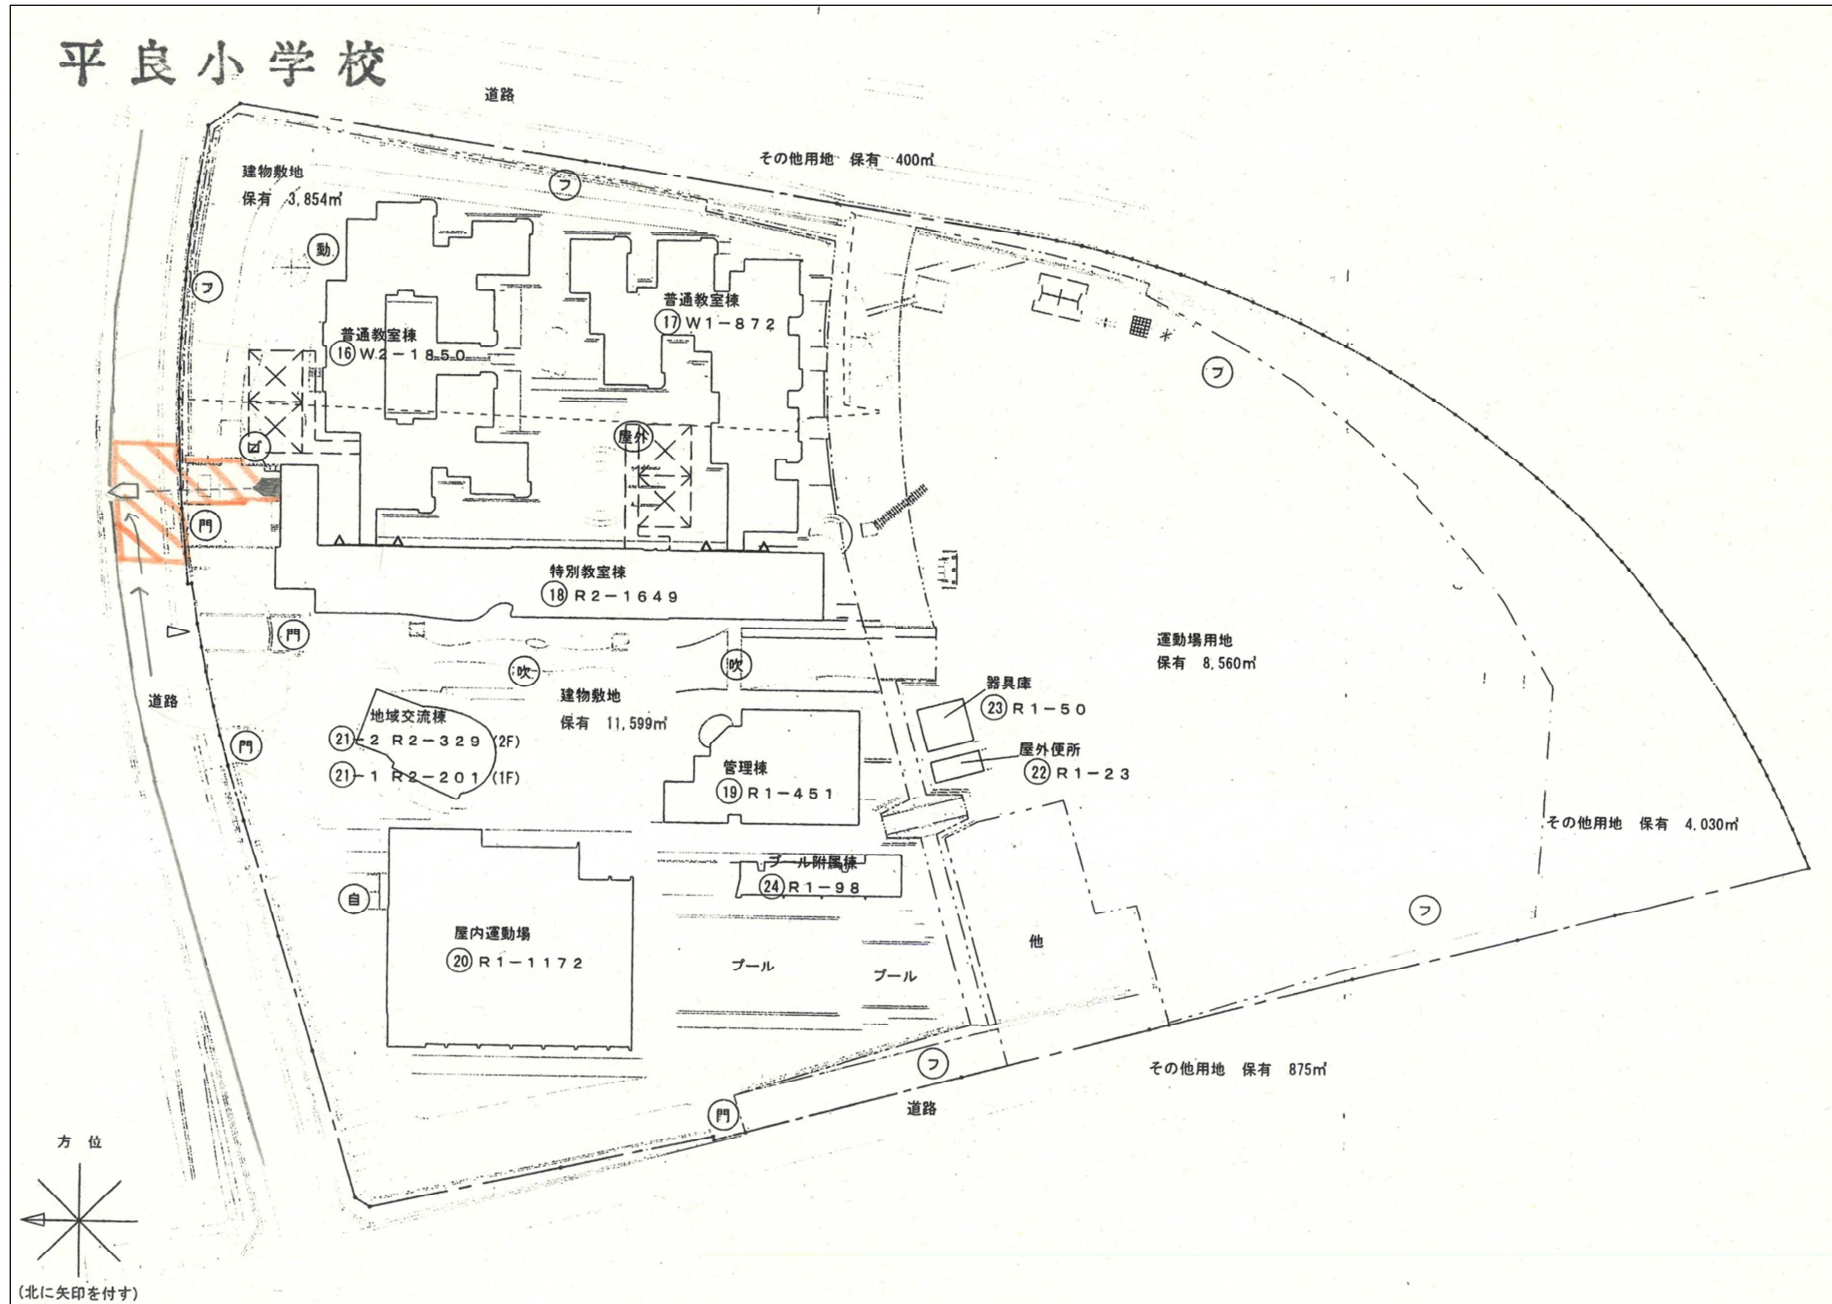 平良小学校
道路
その他用地 保有 400㎡
建物敷地
保有 3,854㎡
フ
動
フ
普通教室棟
⑰ W1-872
普通教室棟
⑯ W2-1850
フ
屋外
ゴ
門
特別教室棟
⑱ R2-1649
門
吹
吹
運動場用地
保有 8,560㎡
道路
建物敷地
保有 11,599㎡
器具庫
㉓ R1-50
地域交流棟
㉑-2 R2-329 (2F)
㉑-1 R2-201 (1F)
門
屋外便所
㉒ R1-23
管理棟
⑲ R1-451
その他用地 保有 4,030㎡
プール附属棟
㉔ R1-98
自
フ
屋内運動場
⑳ R1-1172
他
プール
プール
フ
その他用地 保有 875㎡
道路
門
方位
(北に矢印を付す)